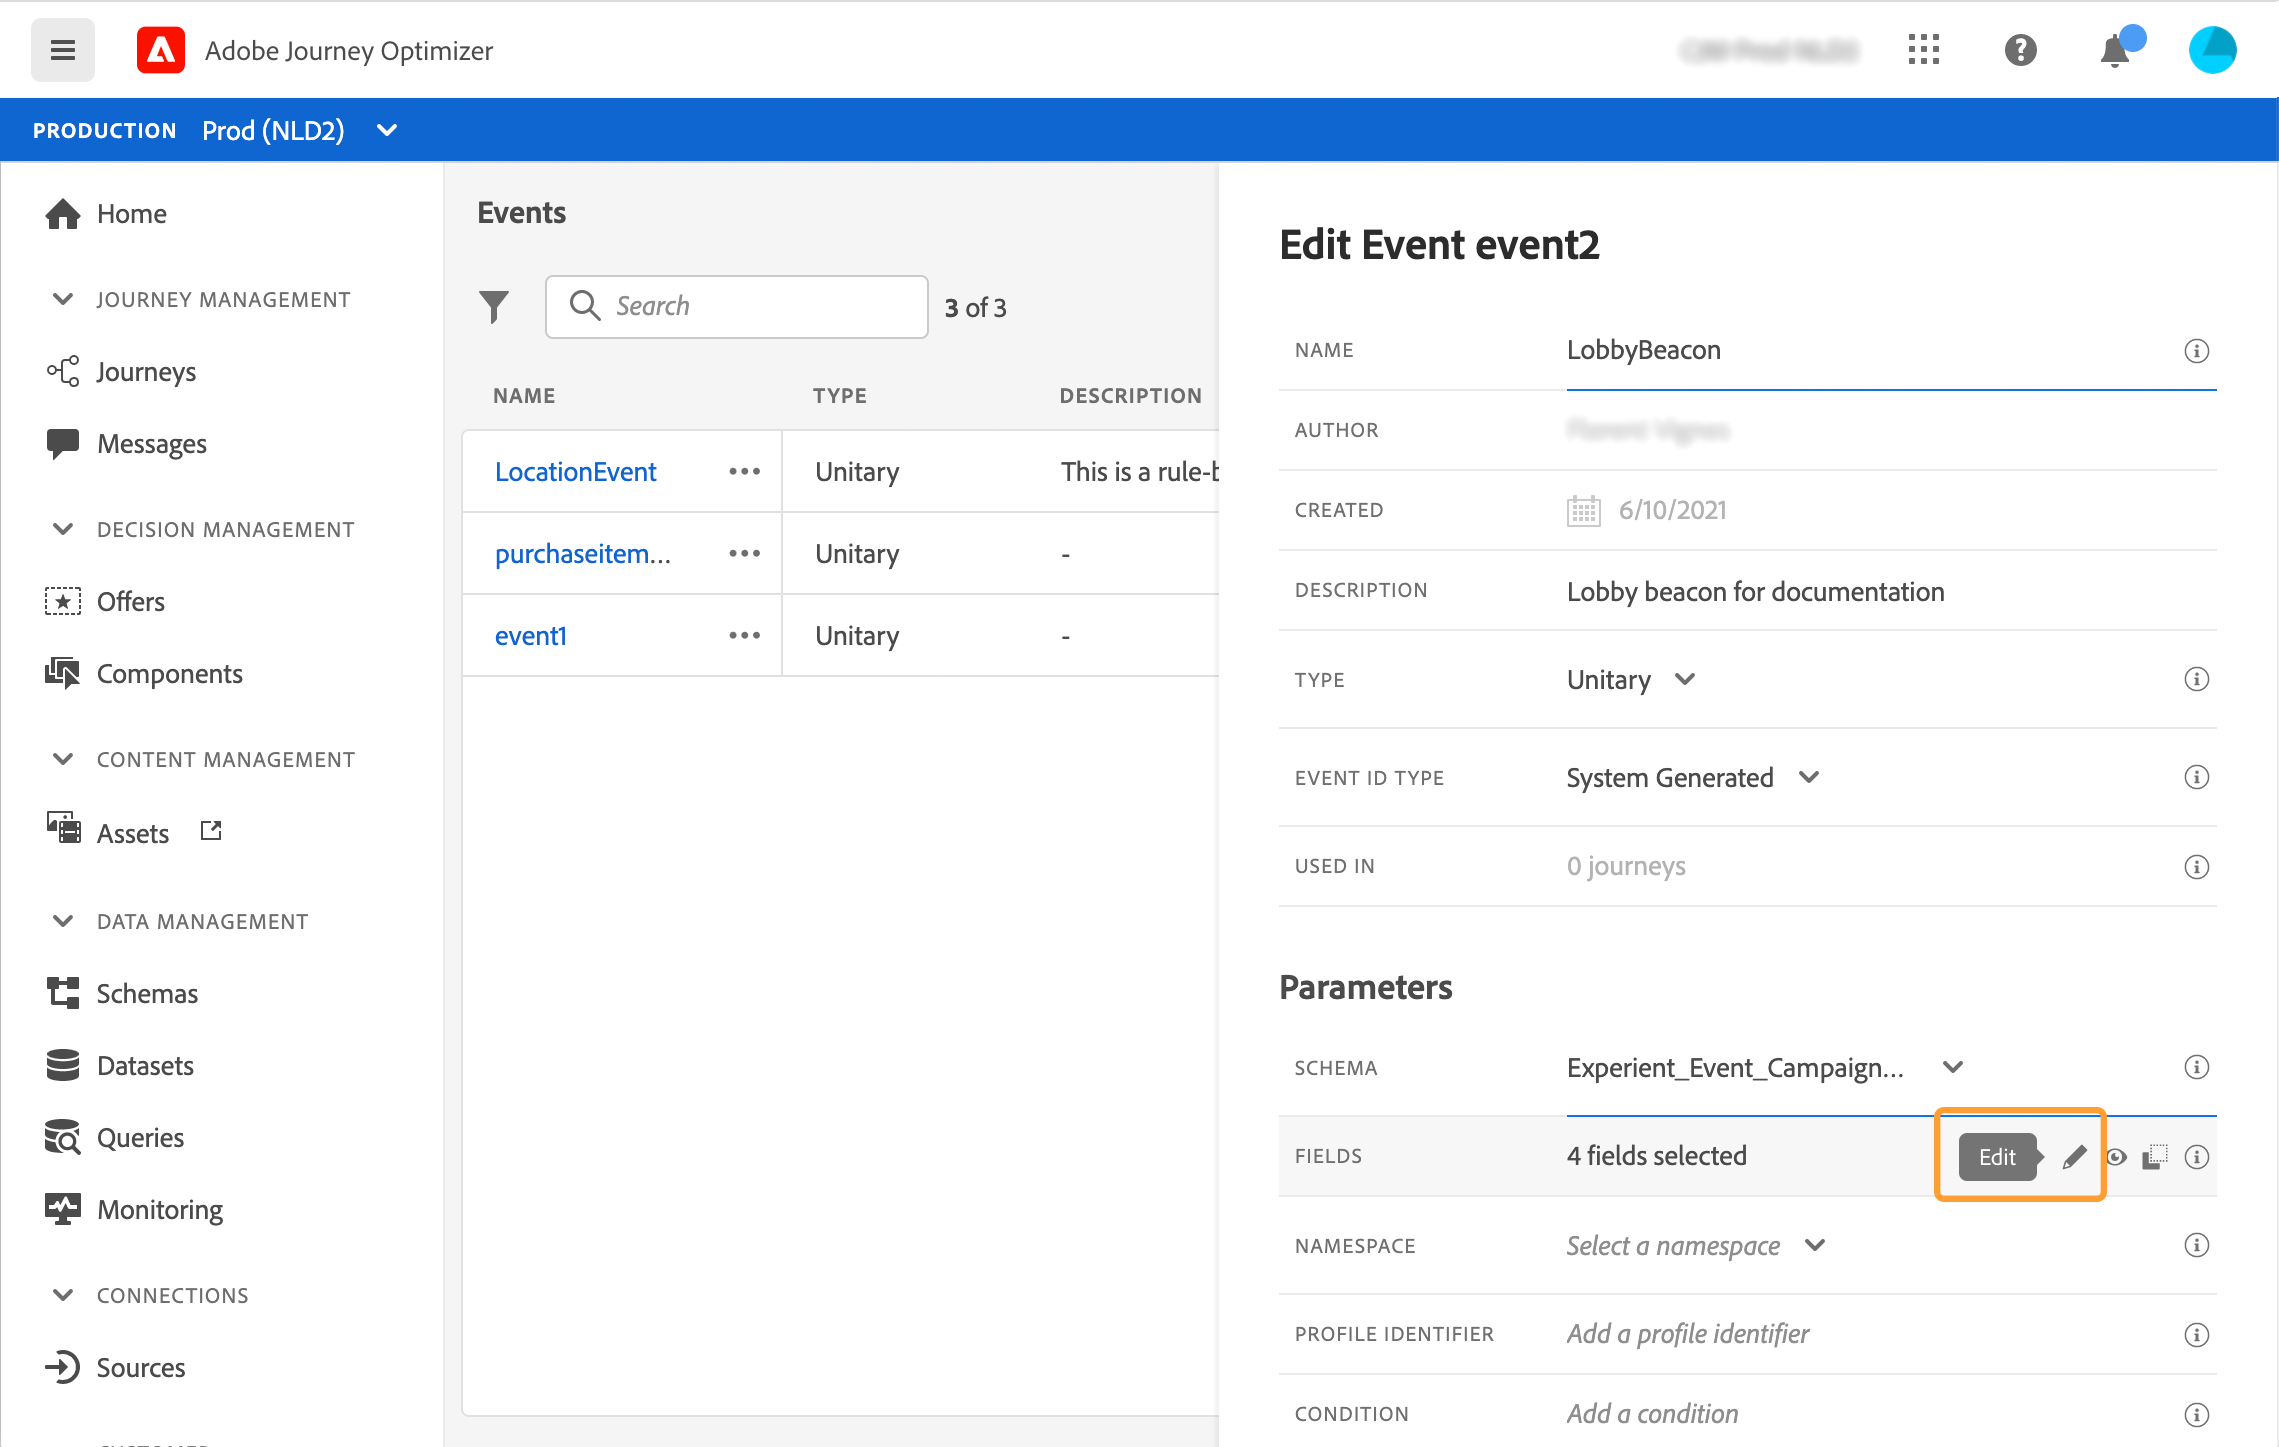 Adobe Journey Optimizer
PRODUCTION Prod (NLD2)
Home
JOURNEY MANAGEMENT
Journeys
Messages
DECISION MANAGEMENT
Offers
Components
CONTENT MANAGEMENT
Assets
DATA MANAGEMENT
Schemas
Datasets
Queries
Monitoring
CONNECTIONS
Sources
Events
Search 3 of 3
NAME TYPE DESCRIPTION
LocationEvent ••• Unitary This is a rule-b
purchaseitem... ••• Unitary -
event1 ••• Unitary -
Edit Event event2
NAME LobbyBeacon
AUTHOR
CREATED 6/10/2021
DESCRIPTION Lobby beacon for documentation
TYPE Unitary
EVENT ID TYPE System Generated
USED IN 0 journeys
Parameters
SCHEMA Experient_Event_Campaign...
FIELDS 4 fields selected Edit
NAMESPACE Select a namespace
PROFILE IDENTIFIER Add a profile identifier
CONDITION Add a condition